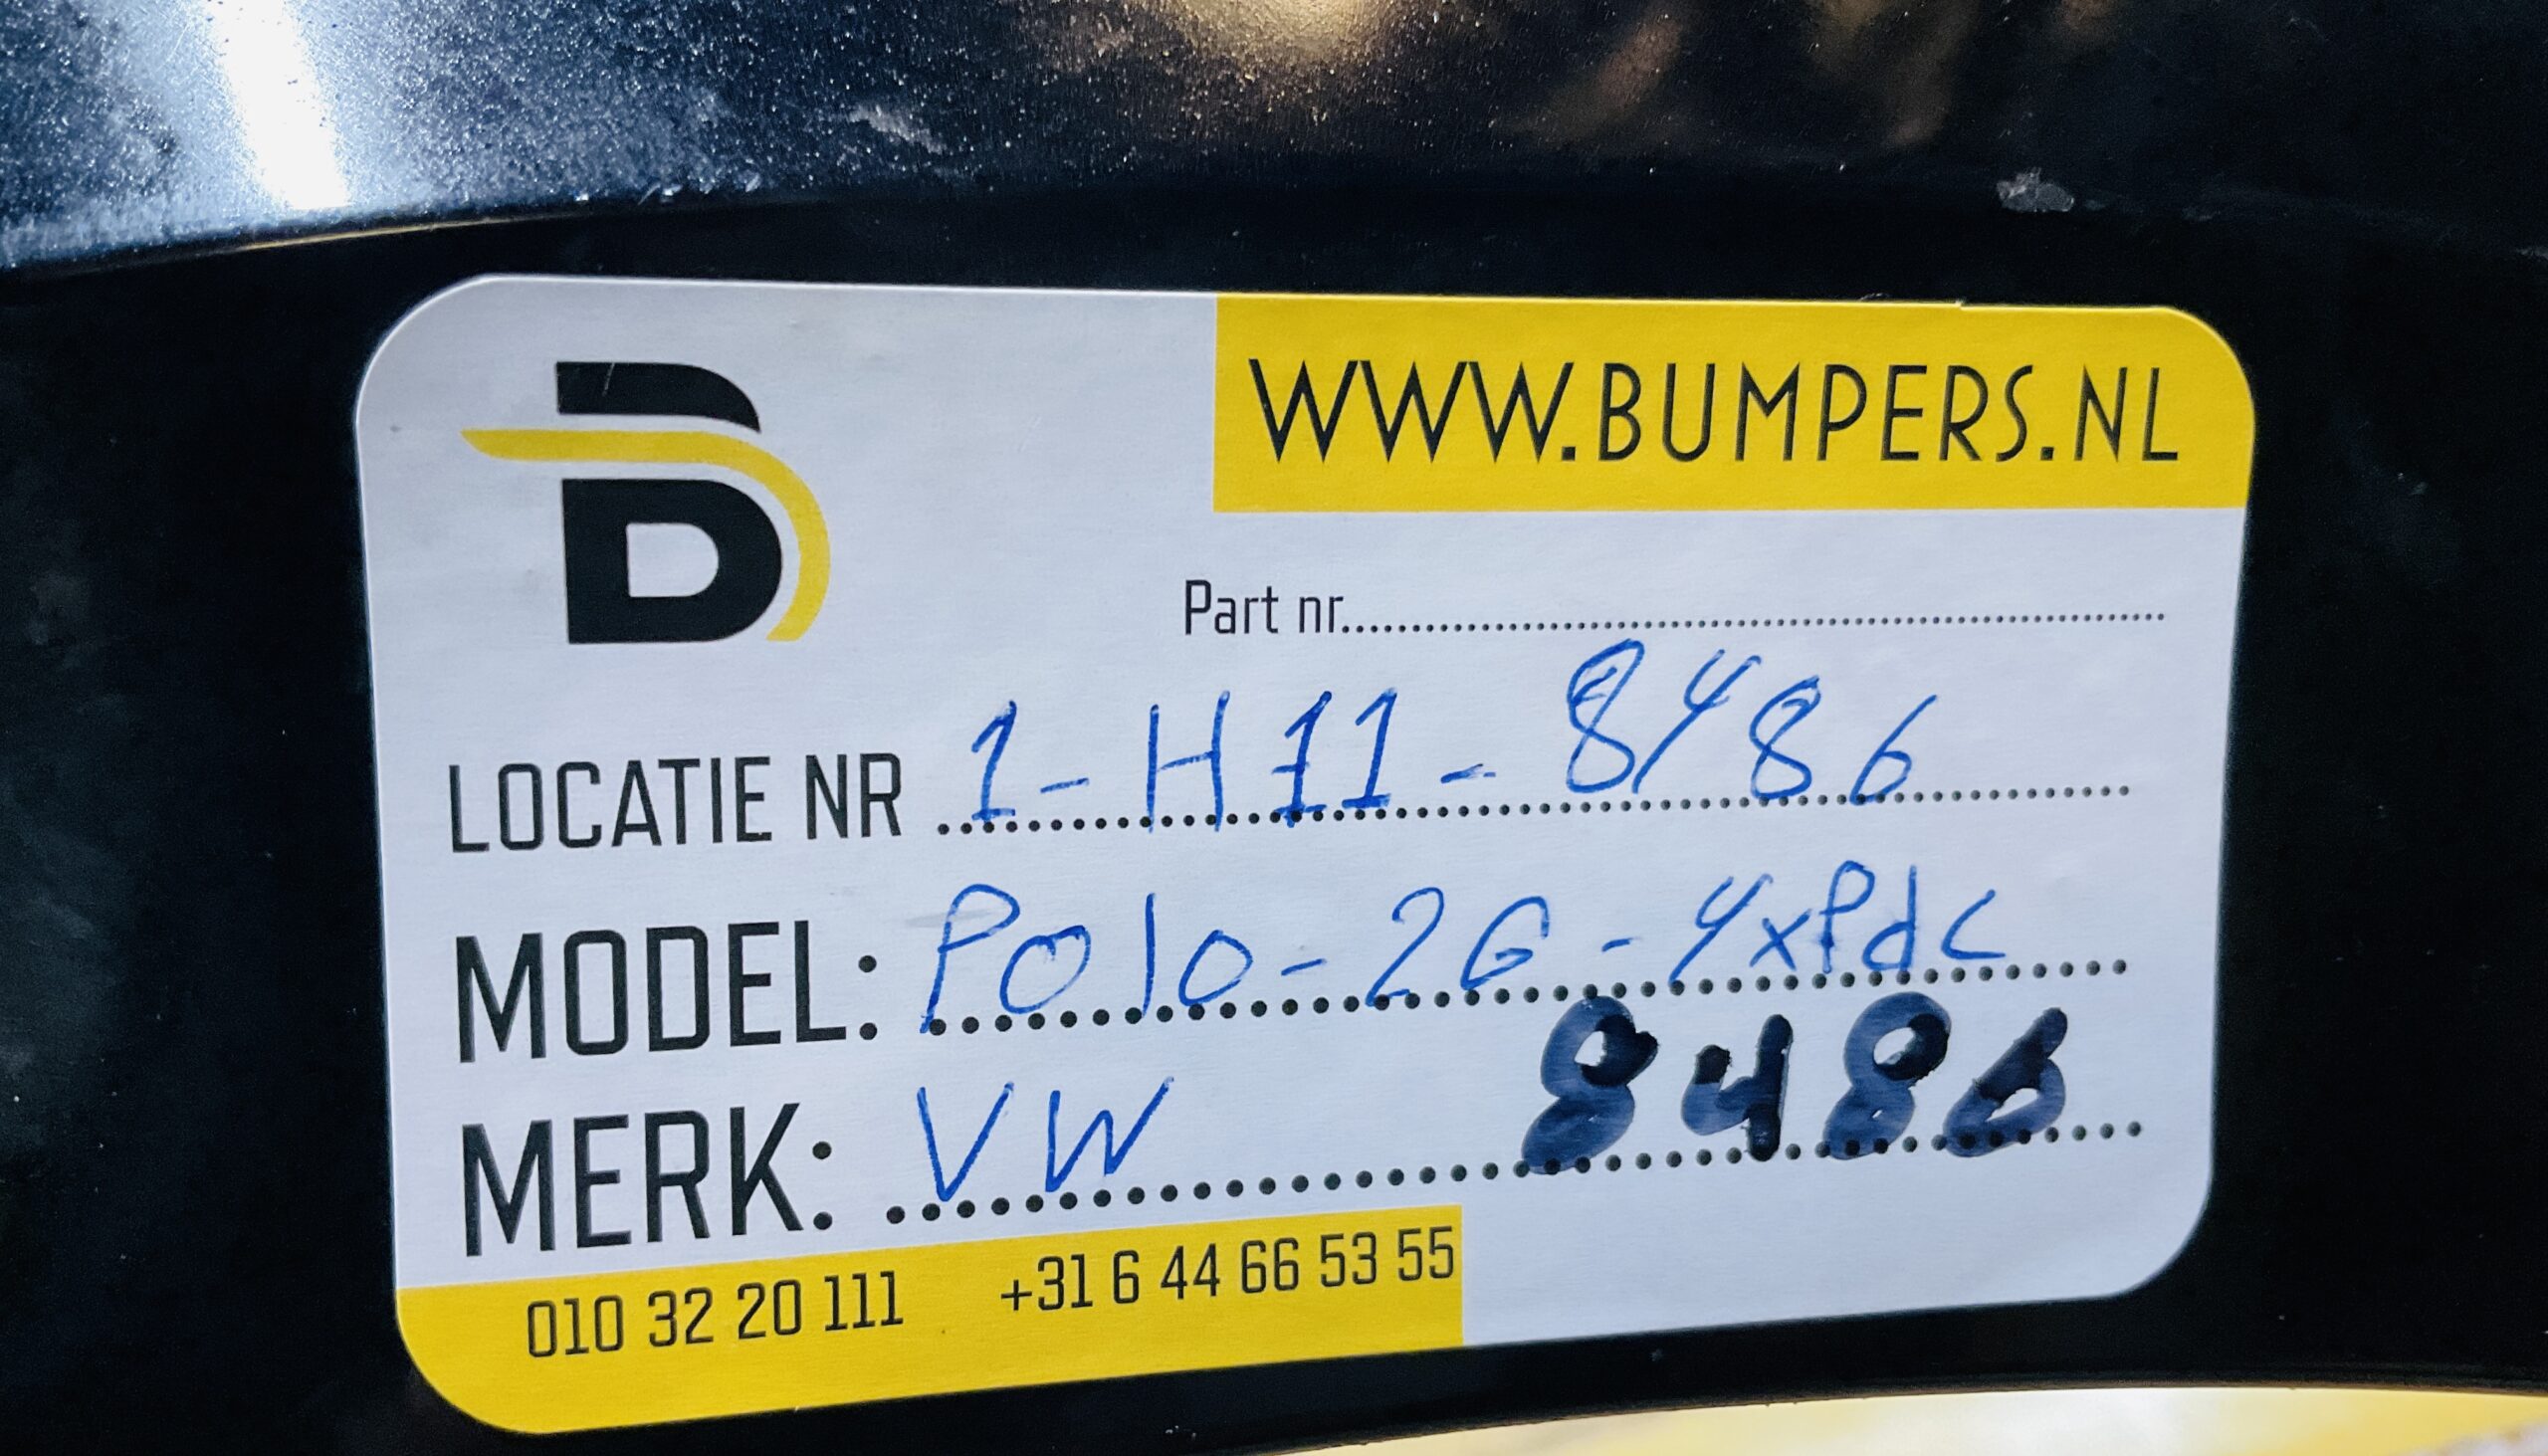 WWW.BUMPERS.NL
Part nr.
LOCATIE NR 1-H11-8486
MODEL: Polo-2G-4xPdc
MERK: VW 8486
010 32 20 111 +31 6 44 66 53 55